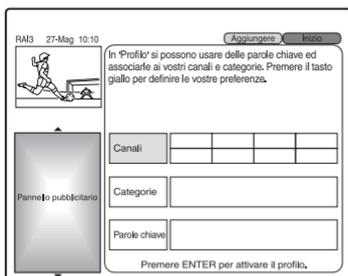 RAI3 27-Mag 10:10
Aggiungere Inizio
In 'Profilo' si possono usare delle parole chiave ed
associarle ai vostri canali e categorie. Premere il tasto
giallo per definire le vostre preferenze.
Canali
Pannello pubblicitario
Categorie
Parole chiave
Premere ENTER per attivare il profilo.